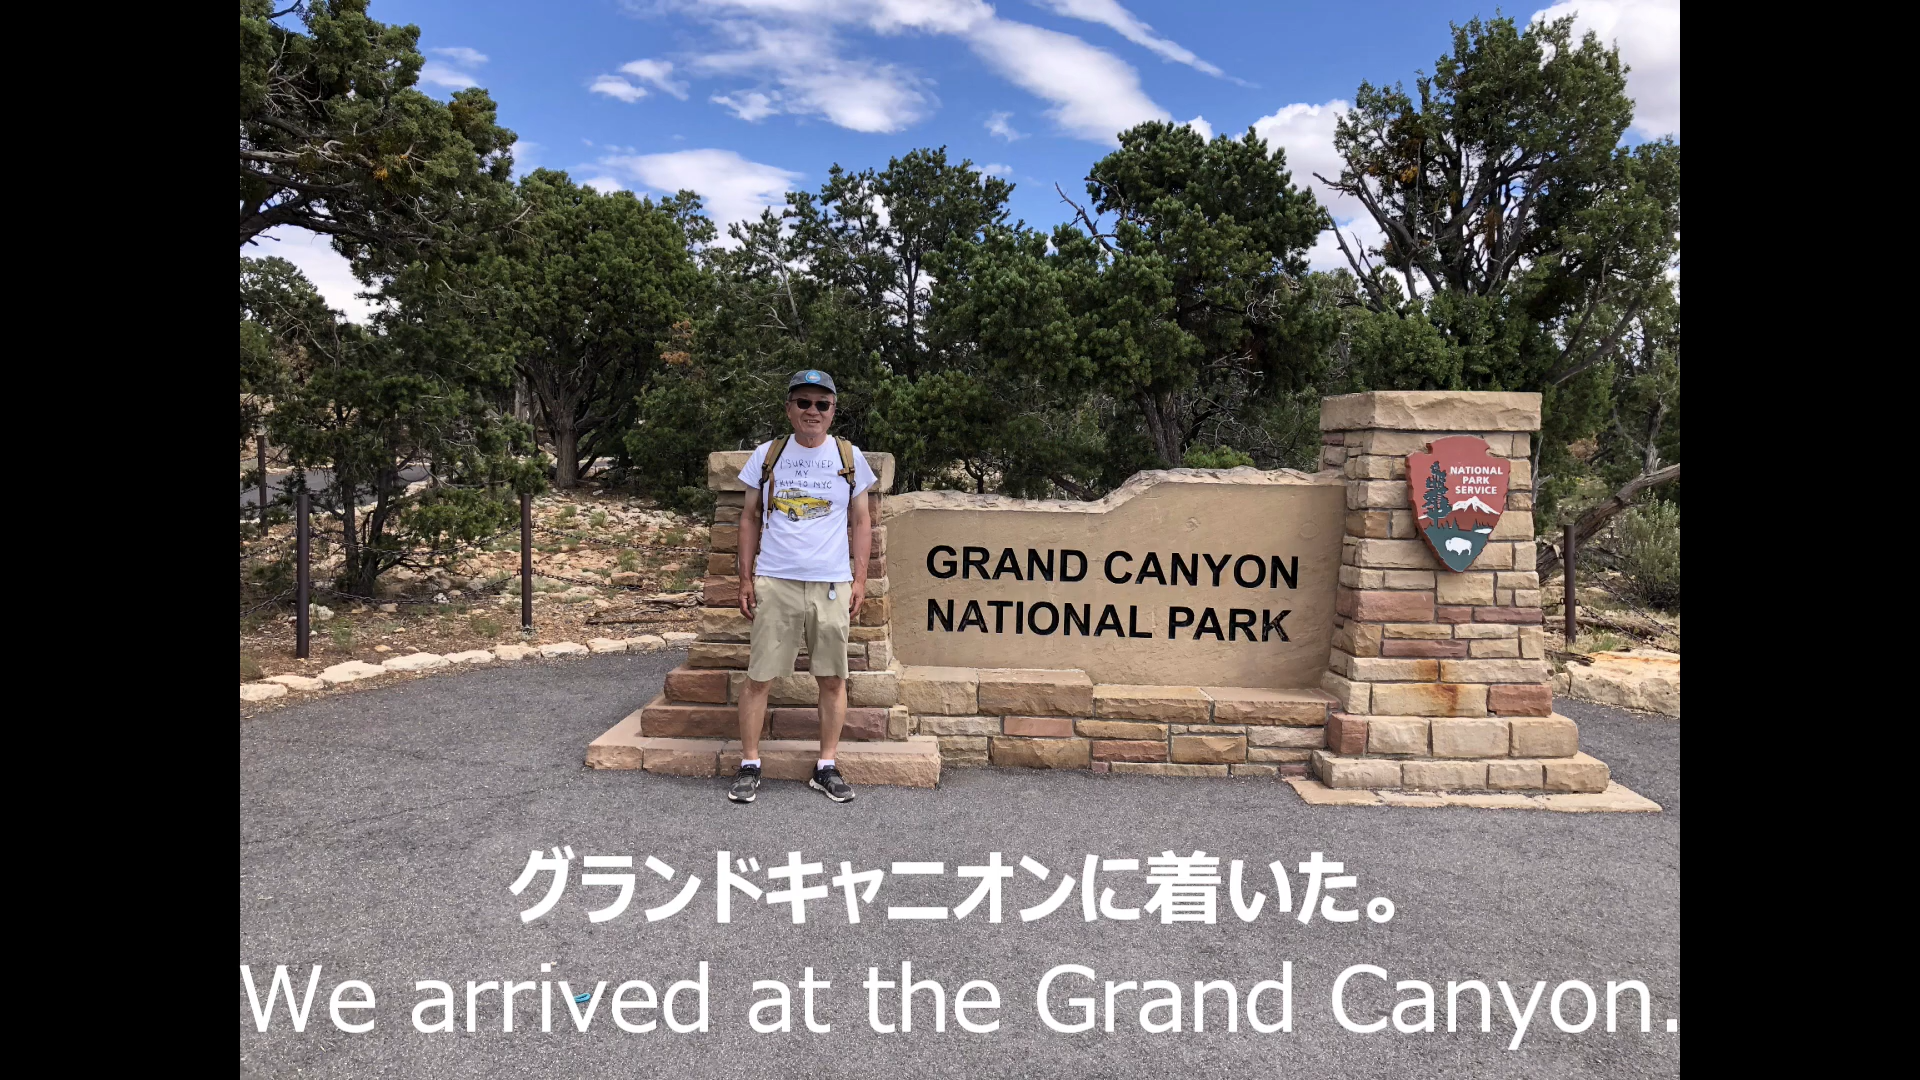 I SURVIVED
MY
TRIP TO NYC
NATIONAL
PARK
SERVICE
GRAND CANYON
NATIONAL PARK
グランドキャニオンに着いた。
We arrived at the Grand Canyon.